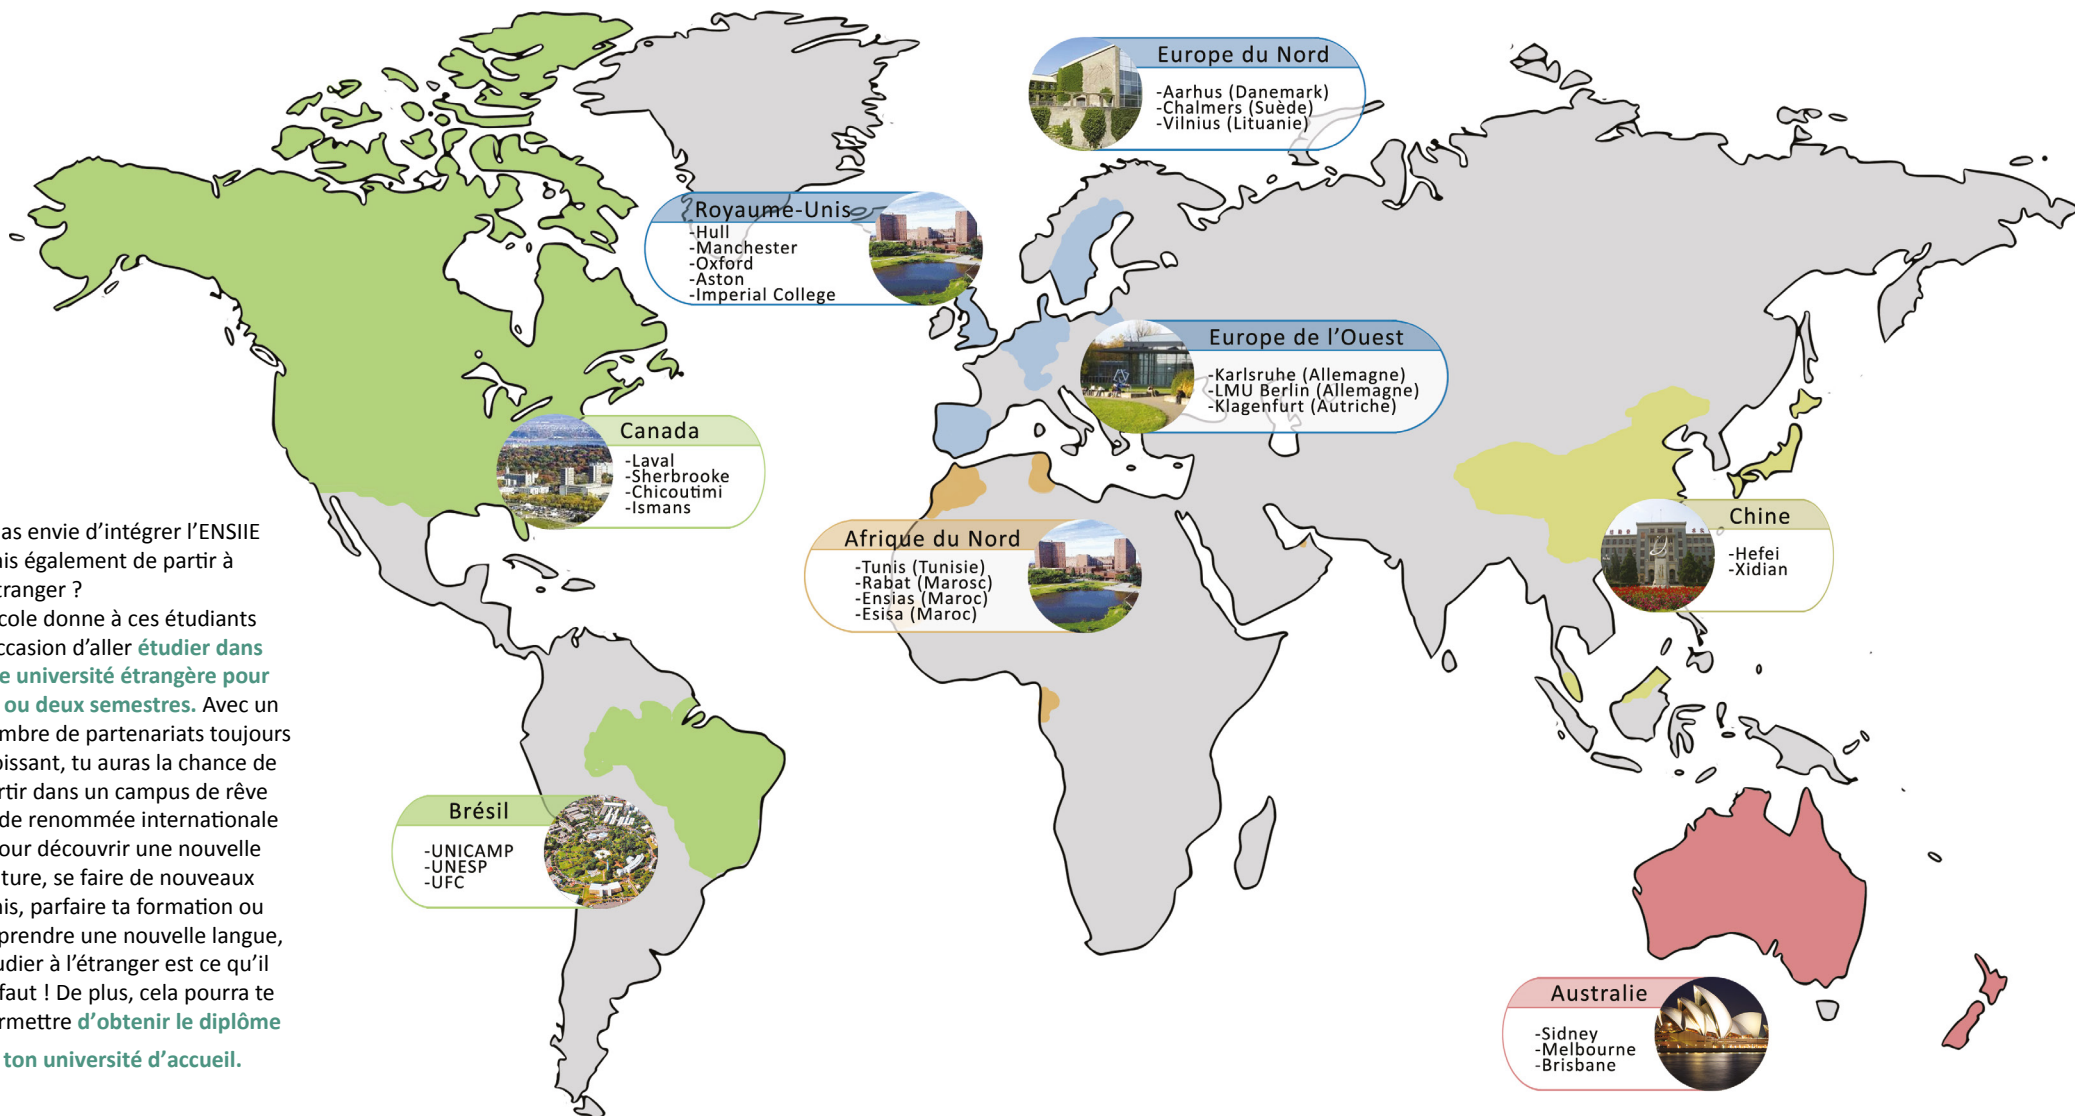 Europe du Nord
-Aarhus (Danemark)
-Chalmers (Suède)
-Vilnius (Lituanie)
Royaume-Unis
-Hull
-Manchester
-Oxford
-Aston
-Imperial College
Europe de l'Ouest
-Karlsruhe (Allemagne)
-LMU Berlin (Allemagne)
-Klagenfurt (Autriche)
Canada
-Laval
-Sherbrooke
-Chicoutimi
-Ismans
Afrique du Nord
-Tunis (Tunisie)
-Rabat (Marosc)
-Ensias (Maroc)
-Esisa (Maroc)
Chine
-Hefei
-Xidian
Brésil
-UNICAMP
-UNESP
-UFC
Australie
-Sidney
-Melbourne
-Brisbane
as envie d'intégrer l'ENSIIE
is également de partir à
tranger ?
cole donne à ces étudiants
ccasion d'aller étudier dans
e université étrangère pour
ou deux semestres. Avec un
mbre de partenariats toujours
oissant, tu auras la chance de
rtir dans un campus de rêve
de renommée internationale
our découvrir une nouvelle
ture, se faire de nouveaux
is, parfaire ta formation ou
prendre une nouvelle langue,
udier à l'étranger est ce qu'il
faut ! De plus, cela pourra te
rmettre d'obtenir le diplôme
ton université d'accueil.